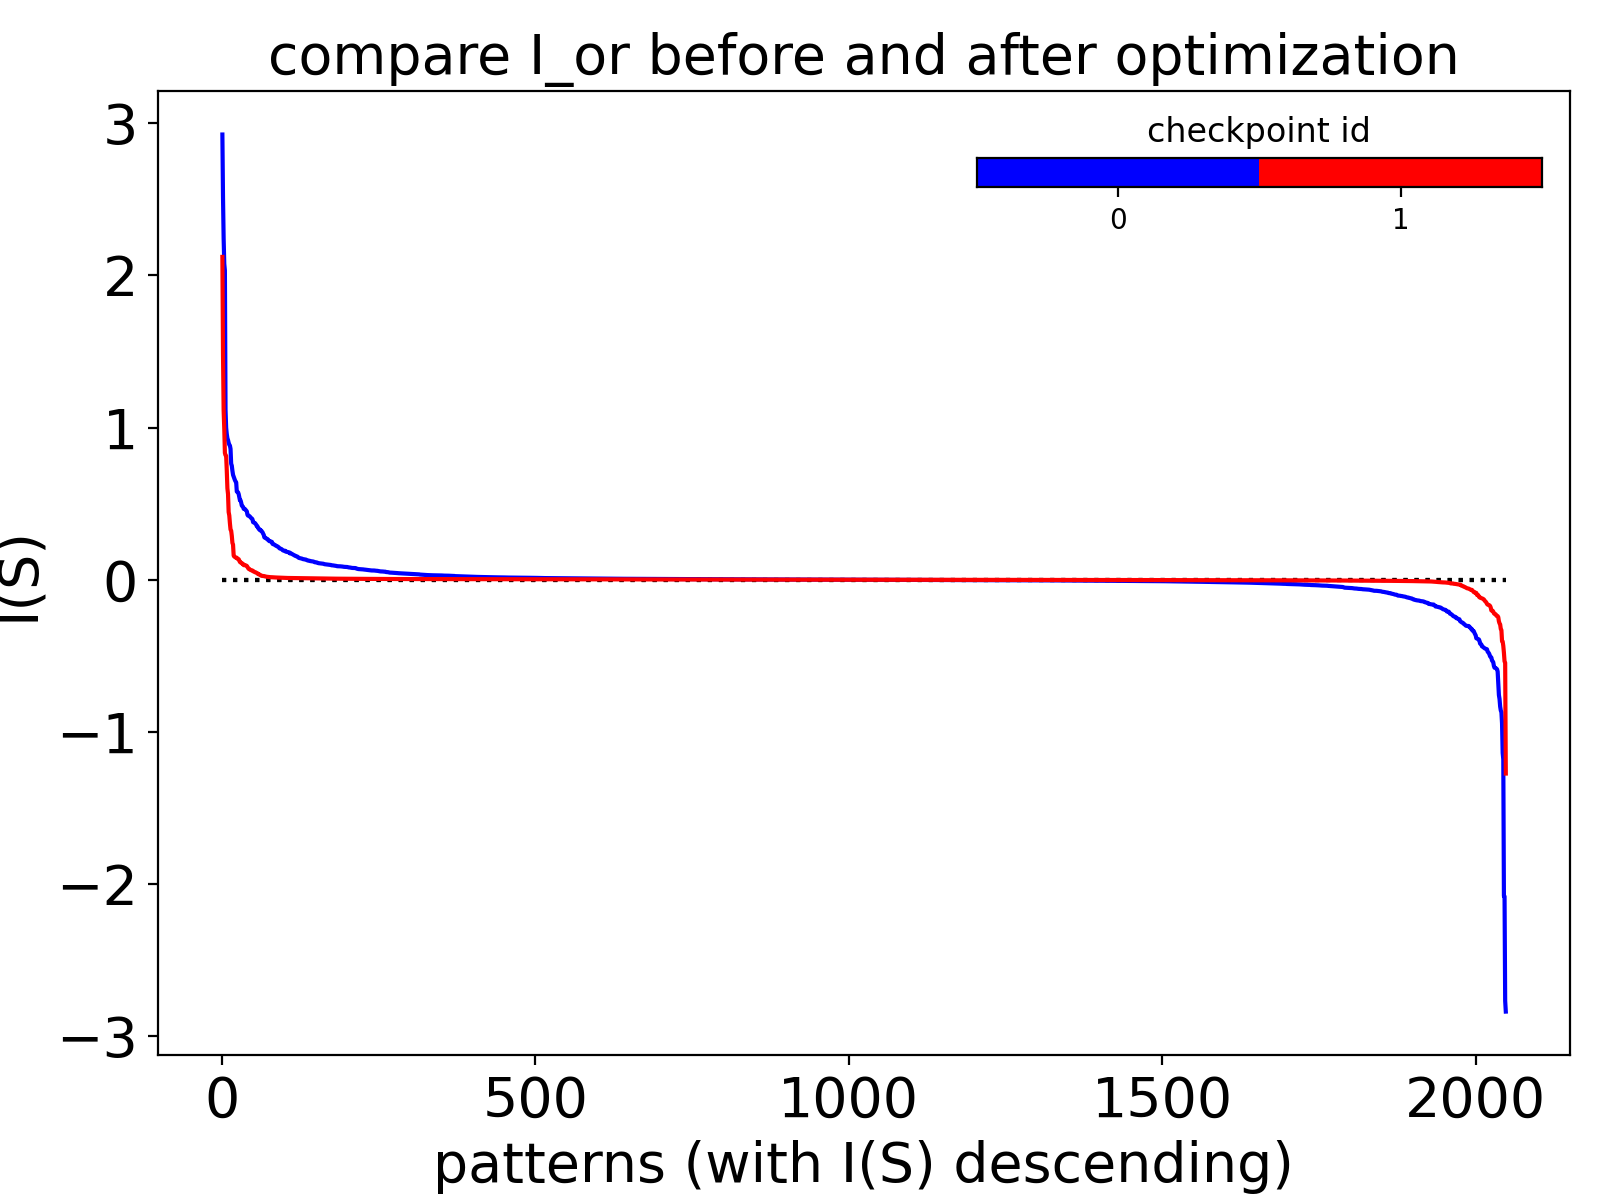 compare I_or before and after optimization
checkpoint id
0 1
3
2
1
0
−1
−2
−3
I(S)
0 500 1000 1500 2000
patterns (with I(S) descending)